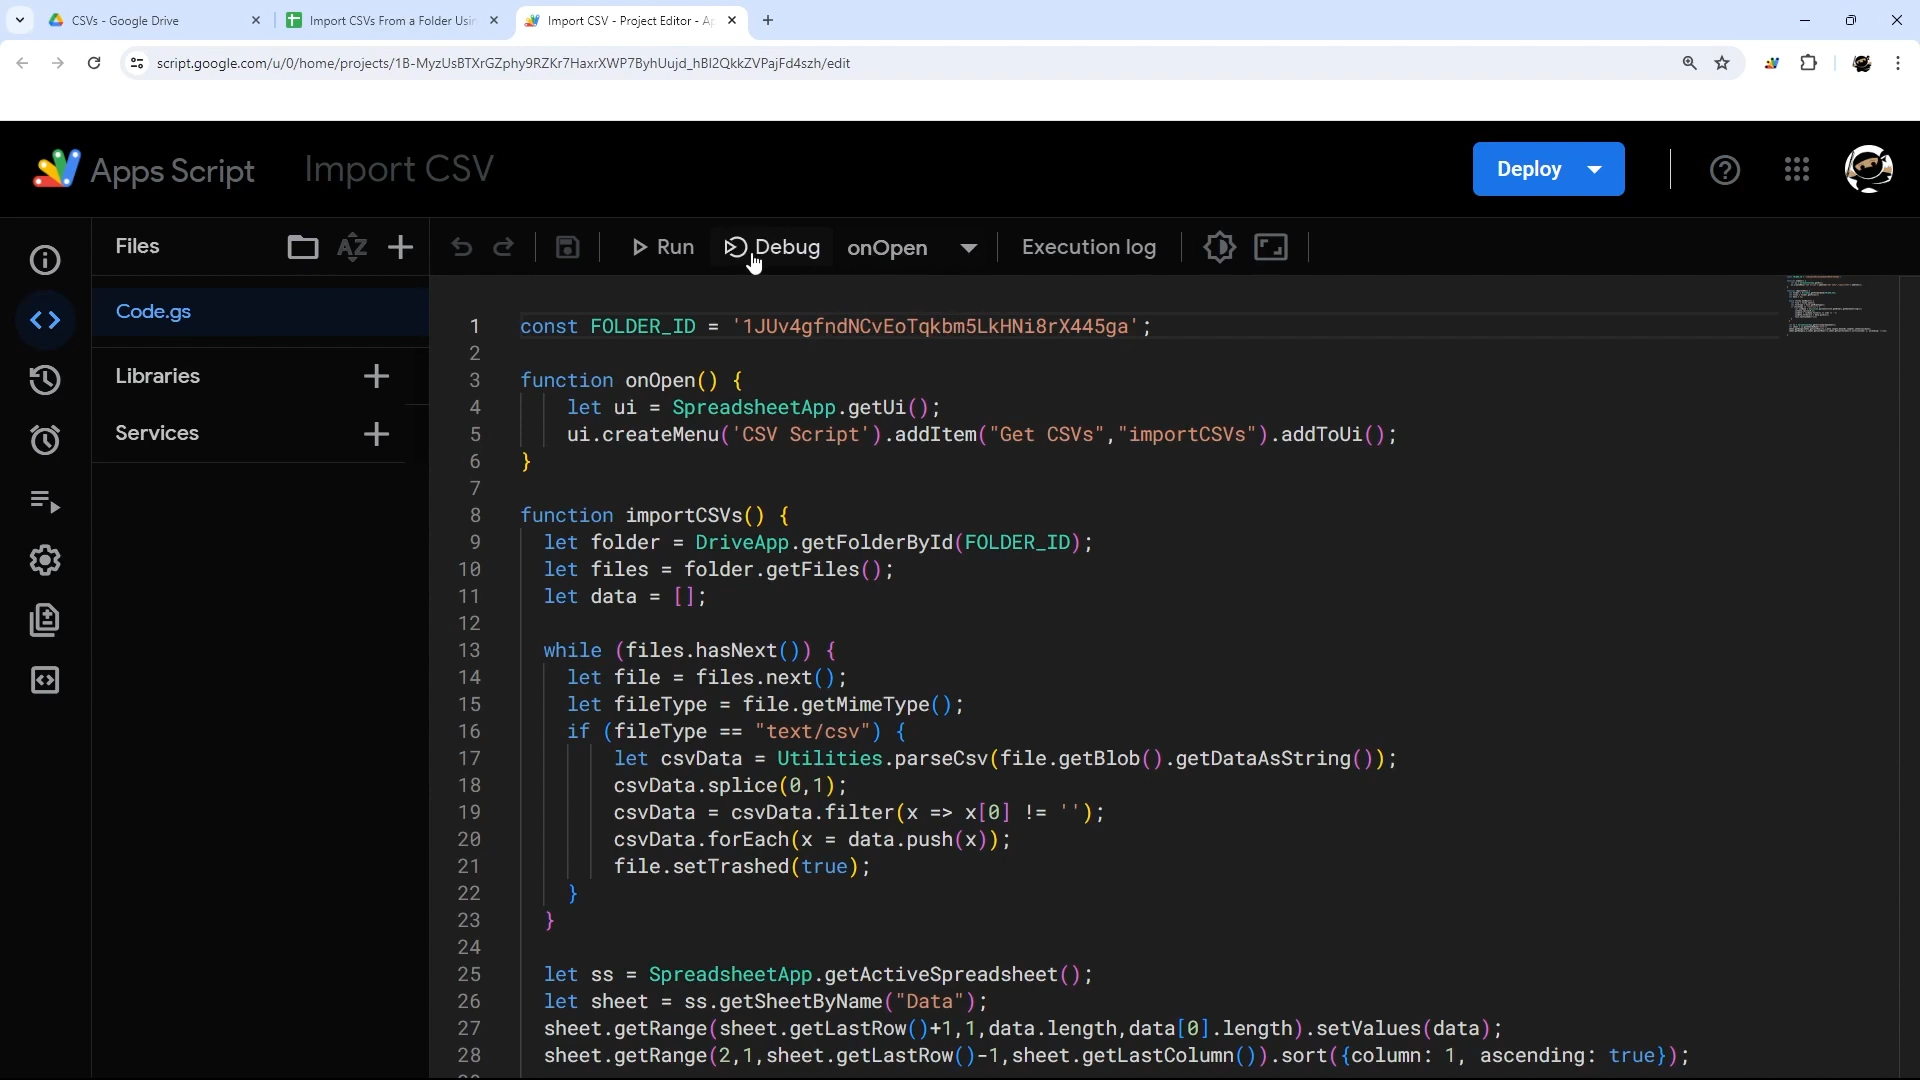 CSVs - Google Drive
Import CSVs From a Folder Usin
Import CSV - Project Editor - Ap
script.google.com/u/0/home/projects/1B-MyzUsBTXrGZphy9RZKr7HaxrXWP7ByhUujd_hBI2QkkZVPajFd4szh/edit
Apps Script
Import CSV
Deploy
Files
AZ
Run
Debug
onOpen
Execution log
Code.gs
Libraries
Services
1 const FOLDER_ID = '1JUv4gfndNCvEoTqkbm5LkHNi8rX445ga';
2
3 function onOpen() {
4 let ui = SpreadsheetApp.getUi();
5 ui.createMenu('CSV Script').addItem("Get CSVs","importCSVs").addToUi();
6 }
7
8 function importCSVs() {
9 let folder = DriveApp.getFolderById(FOLDER_ID);
10 let files = folder.getFiles();
11 let data = [];
12
13 while (files.hasNext()) {
14 let file = files.next();
15 let fileType = file.getMimeType();
16 if (fileType == "text/csv") {
17 let csvData = Utilities.parseCsv(file.getBlob().getDataAsString());
18 csvData.splice(0,1);
19 csvData = csvData.filter(x => x[0] != '');
20 csvData.forEach(x = data.push(x));
21 file.setTrashed(true);
22 }
23 }
24
25 let ss = SpreadsheetApp.getActiveSpreadsheet();
26 let sheet = ss.getSheetByName("Data");
27 sheet.getRange(sheet.getLastRow()+1,1,data.length,data[0].length).setValues(data);
28 sheet.getRange(2,1,sheet.getLastRow()-1,sheet.getLastColumn()).sort({column: 1, ascending: true});